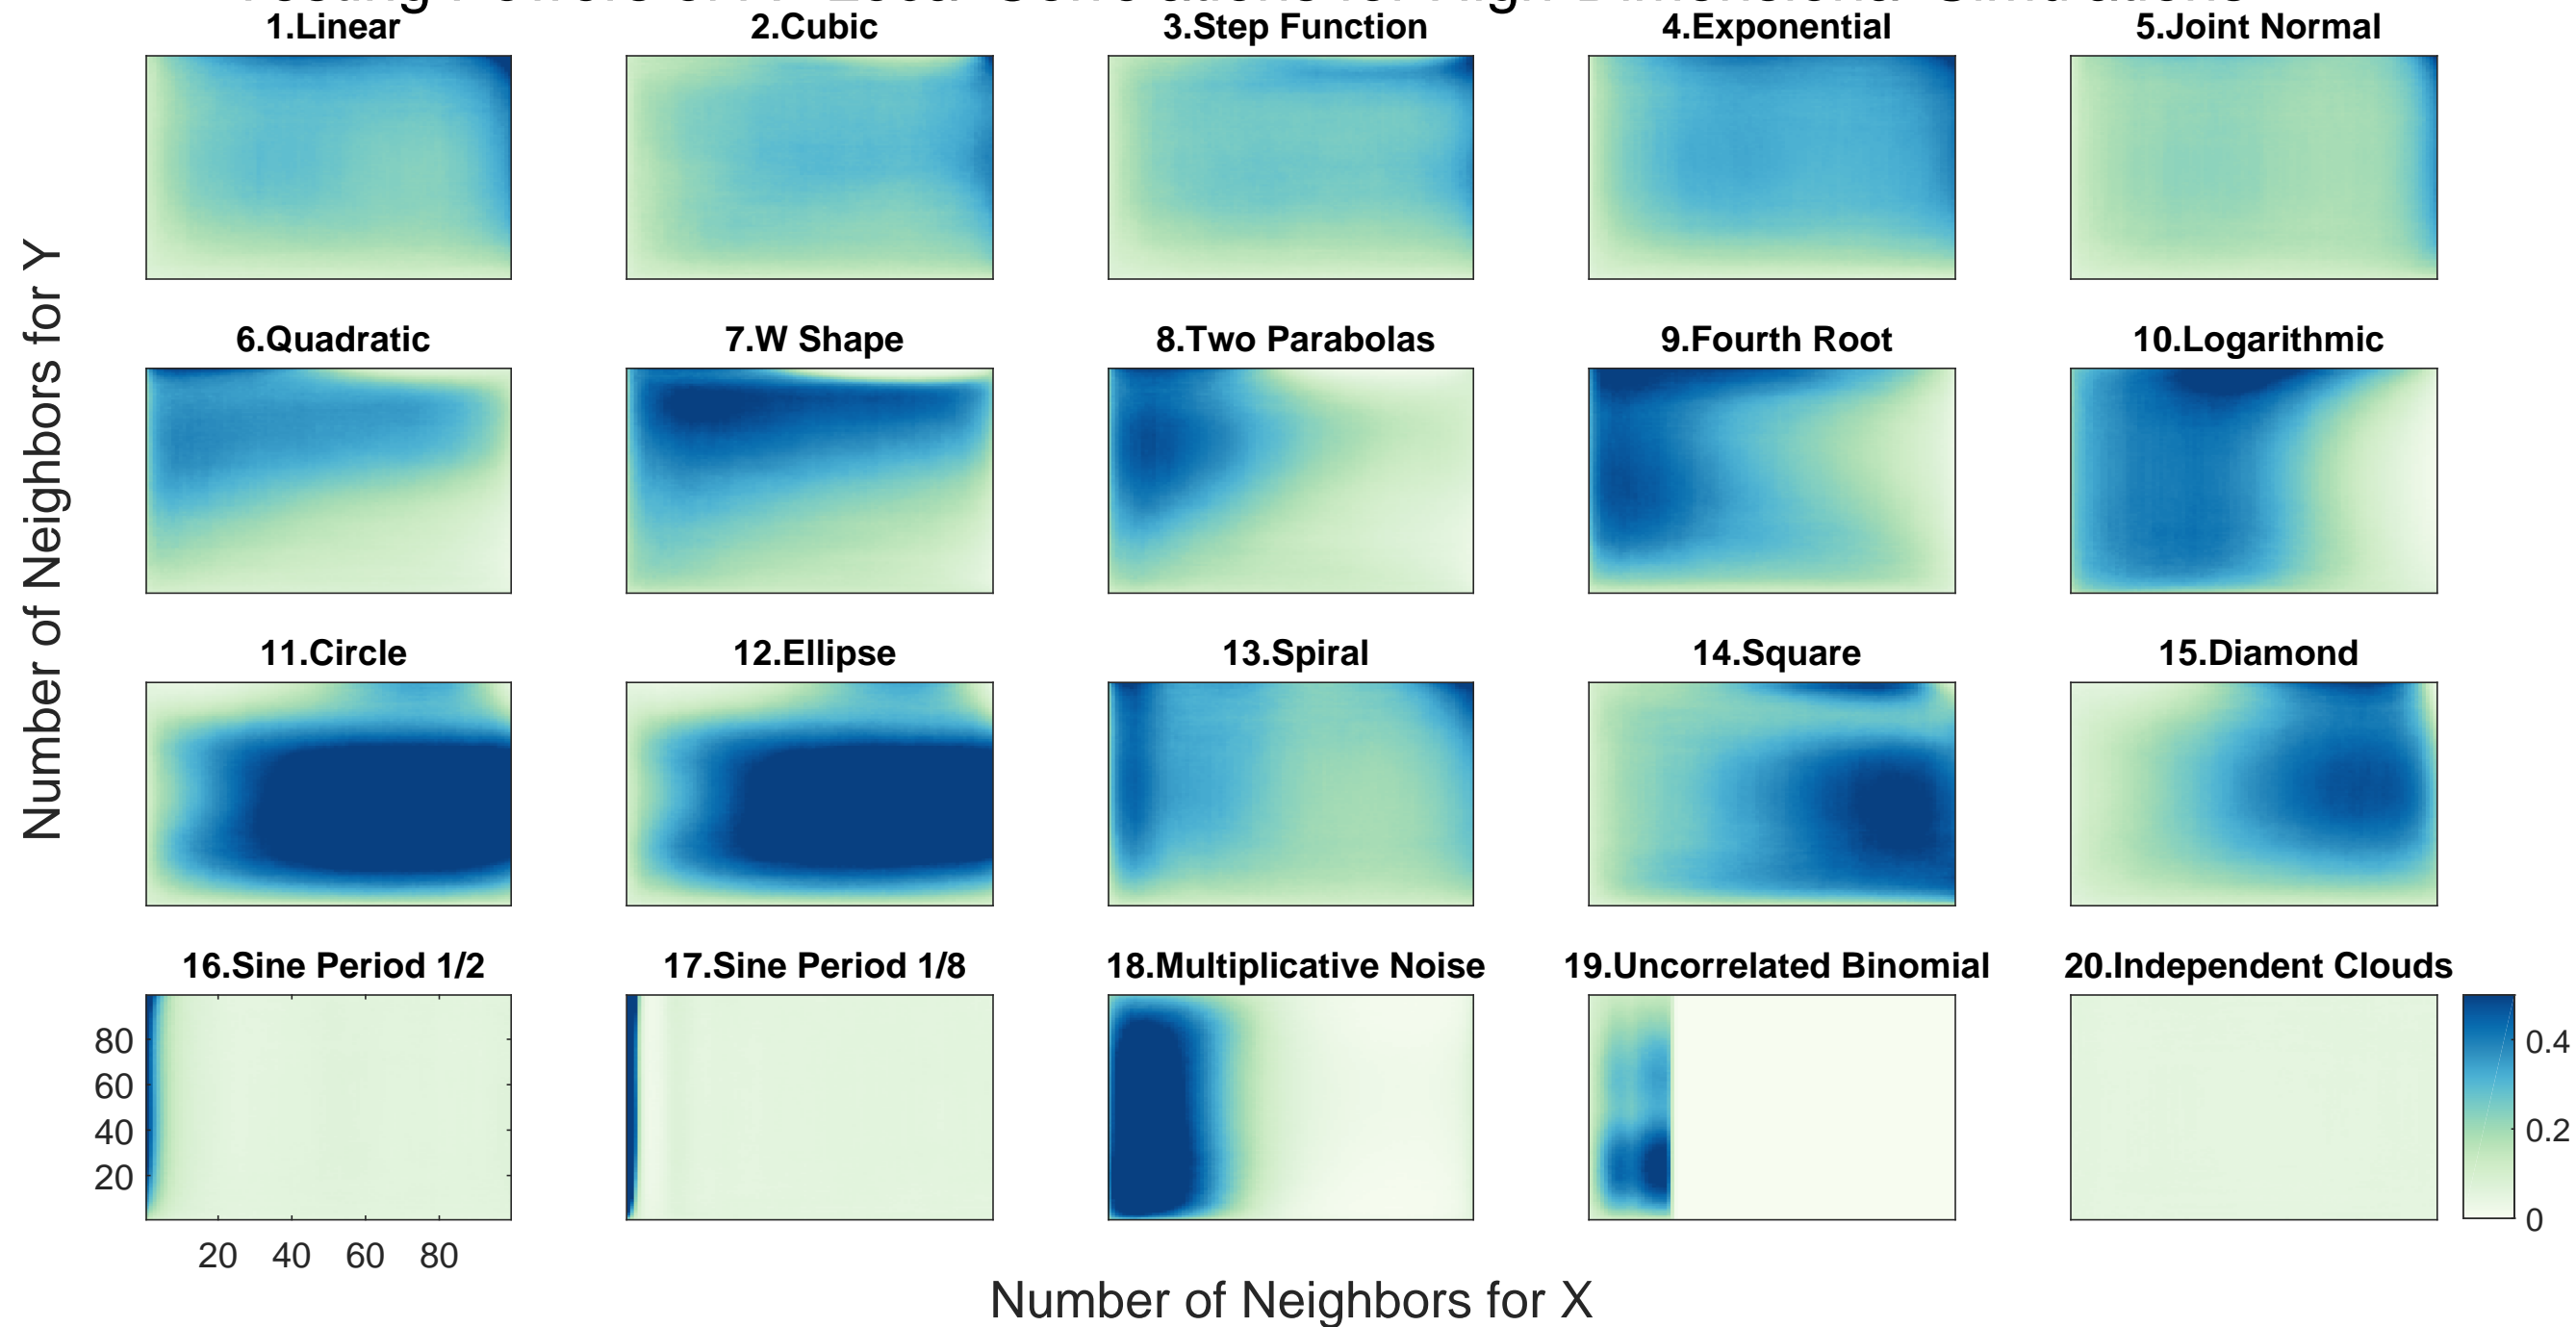 1.Linear 2.Cubic 3.Step Function 4.Exponential 5.Joint Normal
6.Quadratic 7.W Shape 8.Two Parabolas 9.Fourth Root 10.Logarithmic
11.Circle 12.Ellipse 13.Spiral 14.Square 15.Diamond
16.Sine Period 1/2 17.Sine Period 1/8 18.Multiplicative Noise 19.Uncorrelated Binomial 20.Independent Clouds
Number of Neighbors for Y
80
60
40
20
20 40 60 80
0.4
0.2
0
Number of Neighbors for X